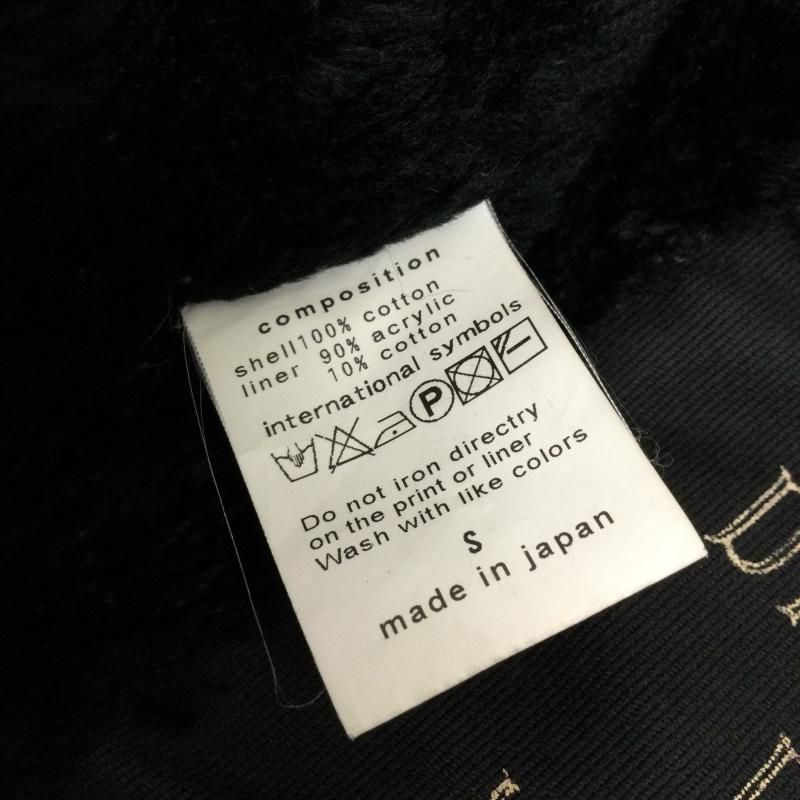 composition
shell100% cotton
liner 90% acrylic
10% cotton
international symbols
P
Do not iron directry
on the print or liner
Wash with like colors
S
made in japan